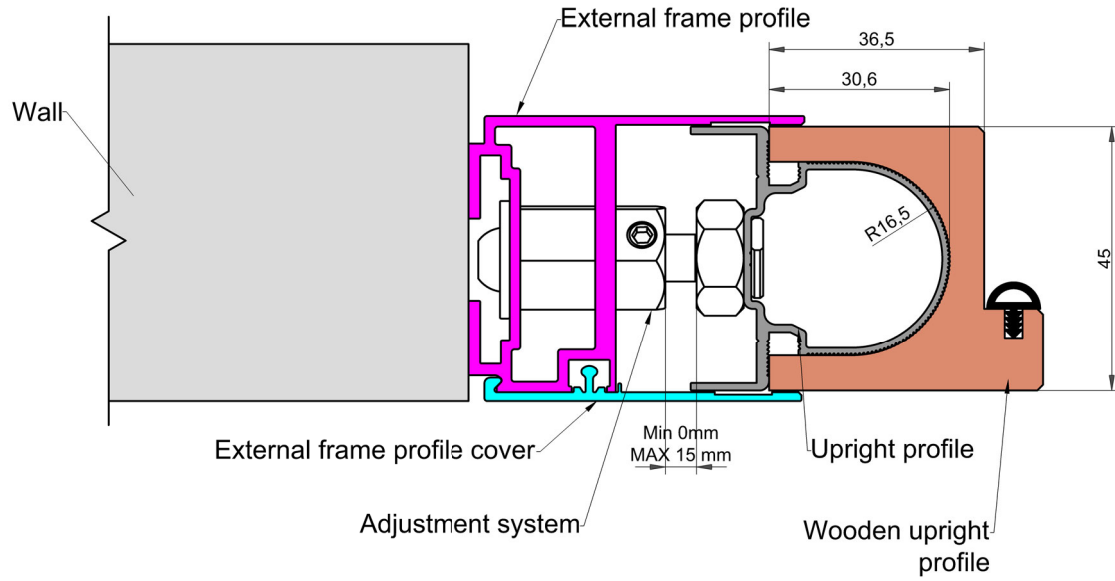 External frame profile
36,5
30,6
Wall
R16,5
45
Min 0mm
MAX 15 mm
External frame profile cover
Upright profile
Adjustment system
Wooden upright
profile